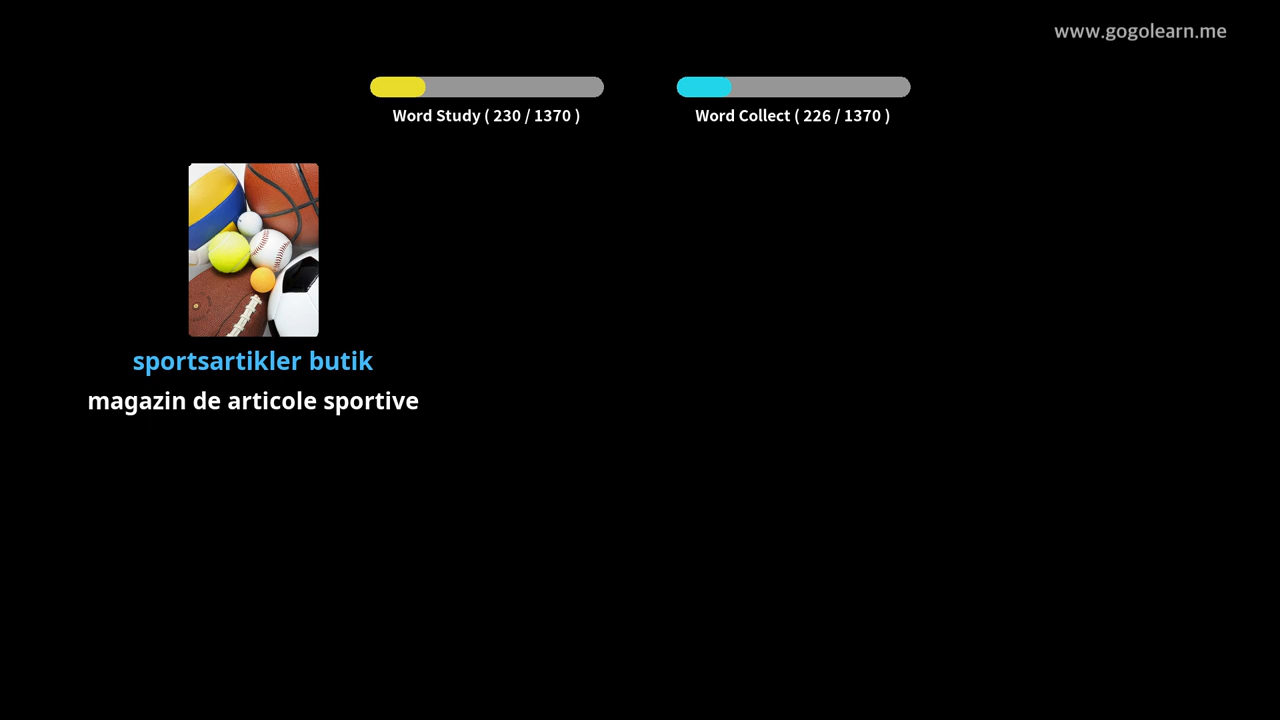 www.gogolearn.me
Word Study ( 230 / 1370 )
Word Collect ( 226 / 1370 )
sportsartikler butik
magazin de articole sportive